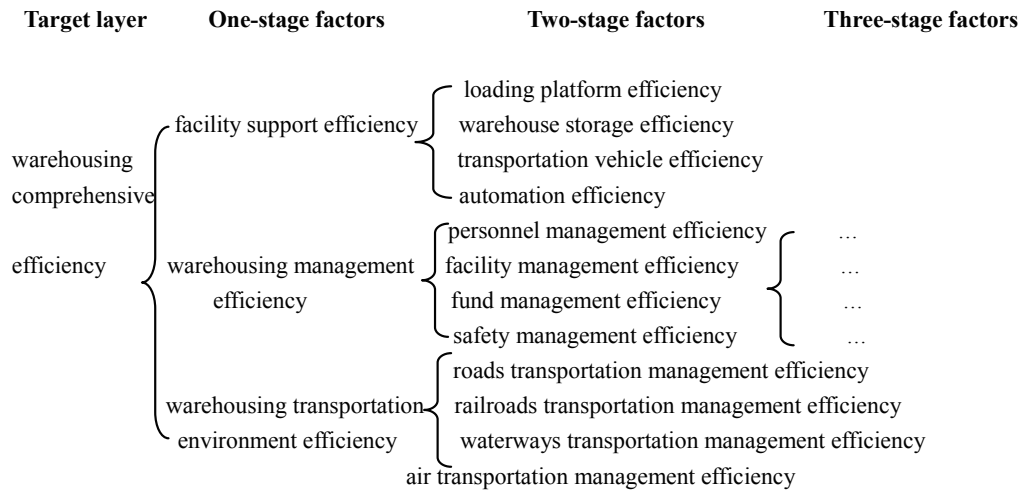 Target layer One-stage factors Two-stage factors Three-stage factors
loading platform efficiency
facility support efficiency
warehouse storage efficiency
warehousing
transportation vehicle efficiency
comprehensive
automation efficiency
personnel management efficiency
…
efficiency
warehousing management
facility management efficiency
…
efficiency
fund management efficiency
…
safety management efficiency
…
roads transportation management efficiency
warehousing transportation
railroads transportation management efficiency
environment efficiency
waterways transportation management efficiency
air transportation management efficiency